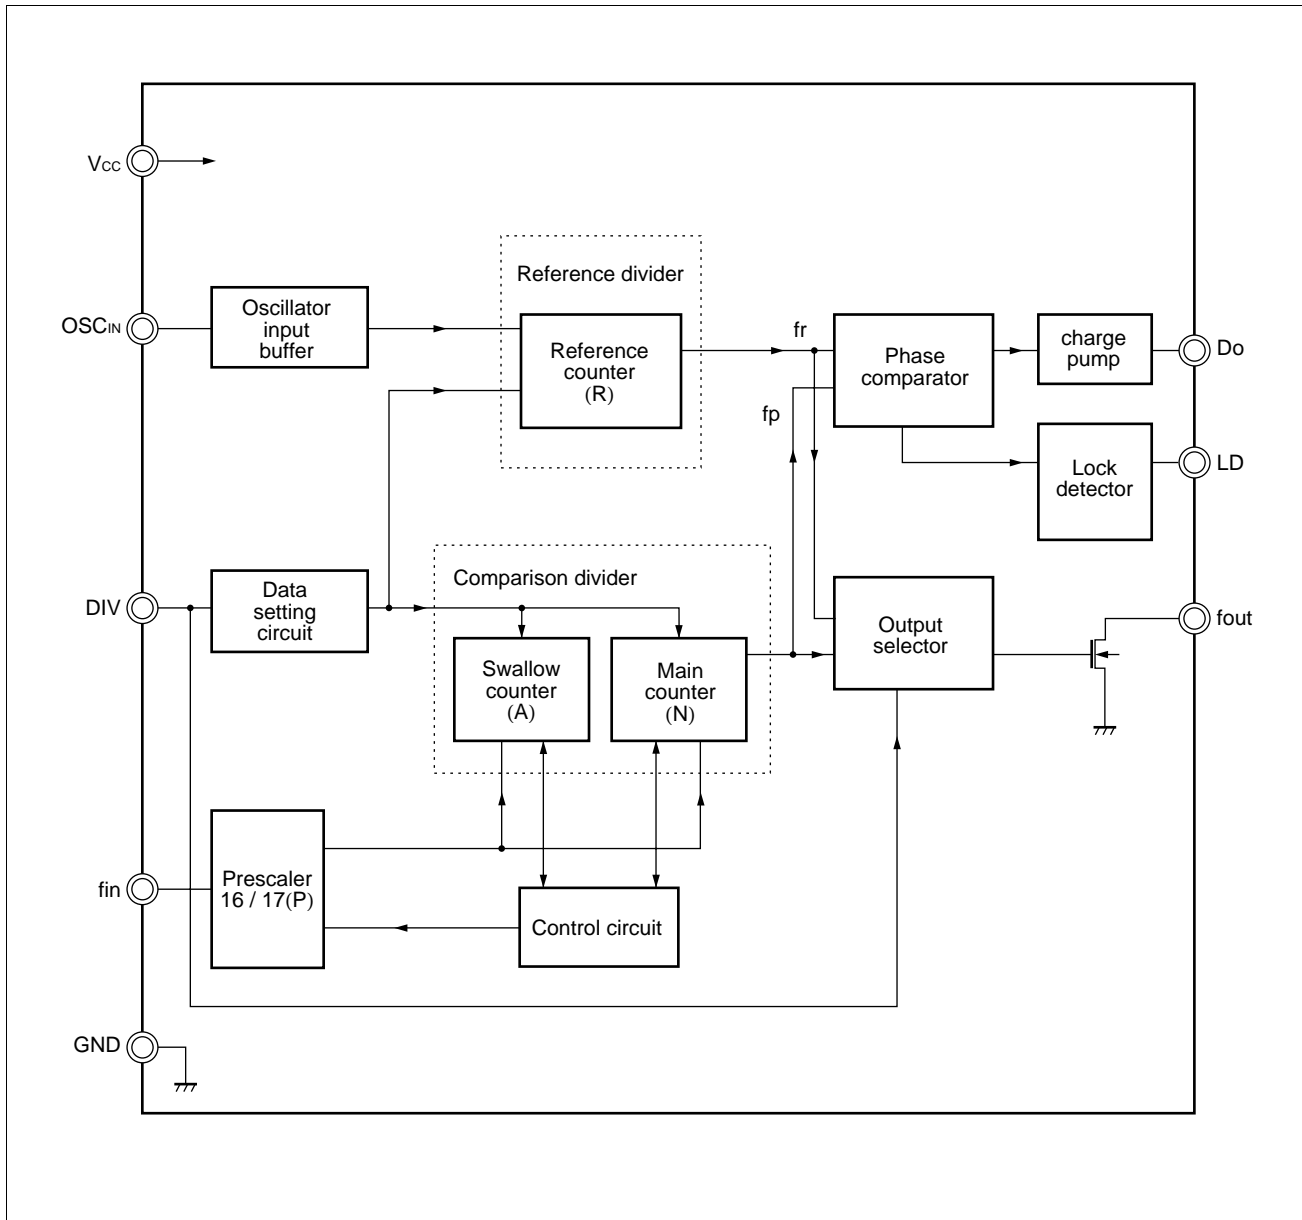 VCC
Reference divider
OSCIN
Oscillator
input
buffer
Reference
counter
(R)
fr
fp
Phase
comparator
charge
pump
Do
Lock
detector
LD
Comparison divider
DIV
Data
setting
circuit
Swallow
counter
(A)
Main
counter
(N)
Output
selector
fout
fin
Prescaler
16 / 17(P)
Control circuit
GND